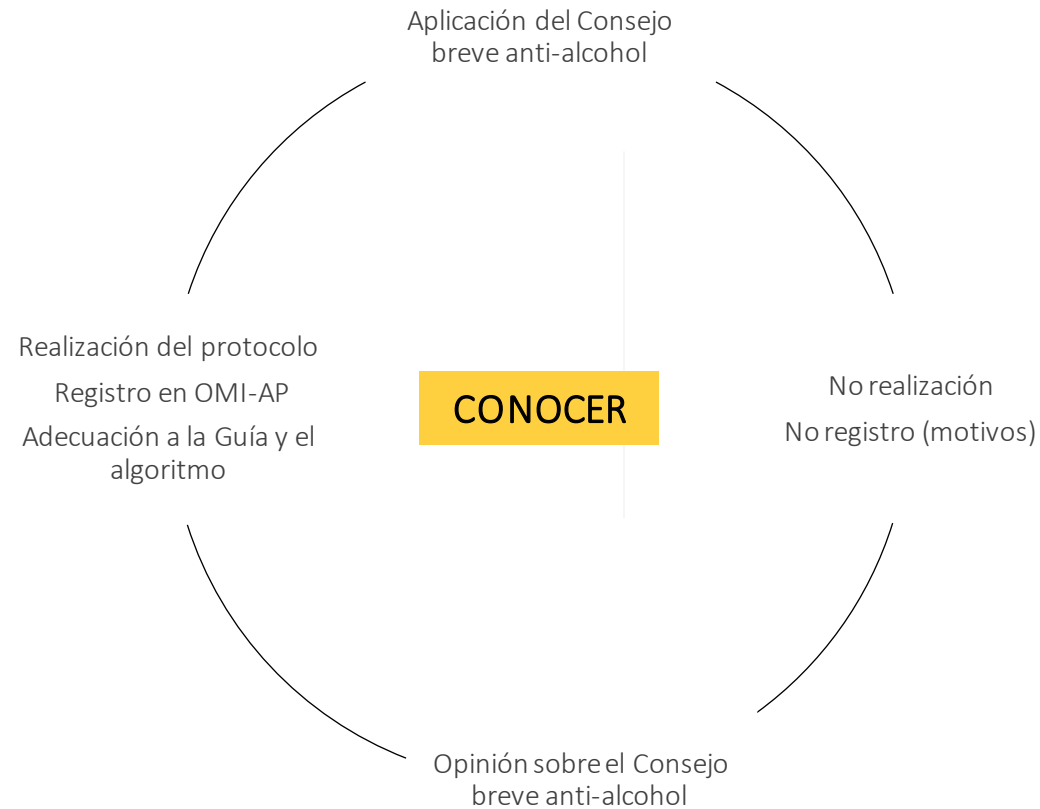 Aplicación del Consejo
breve anti-alcohol
Realización del protocolo
Registro en OMI-AP
Adecuación a la Guía y el
algoritmo
CONOCER
No realización
No registro (motivos)
Opinión sobre el Consejo
breve anti-alcohol